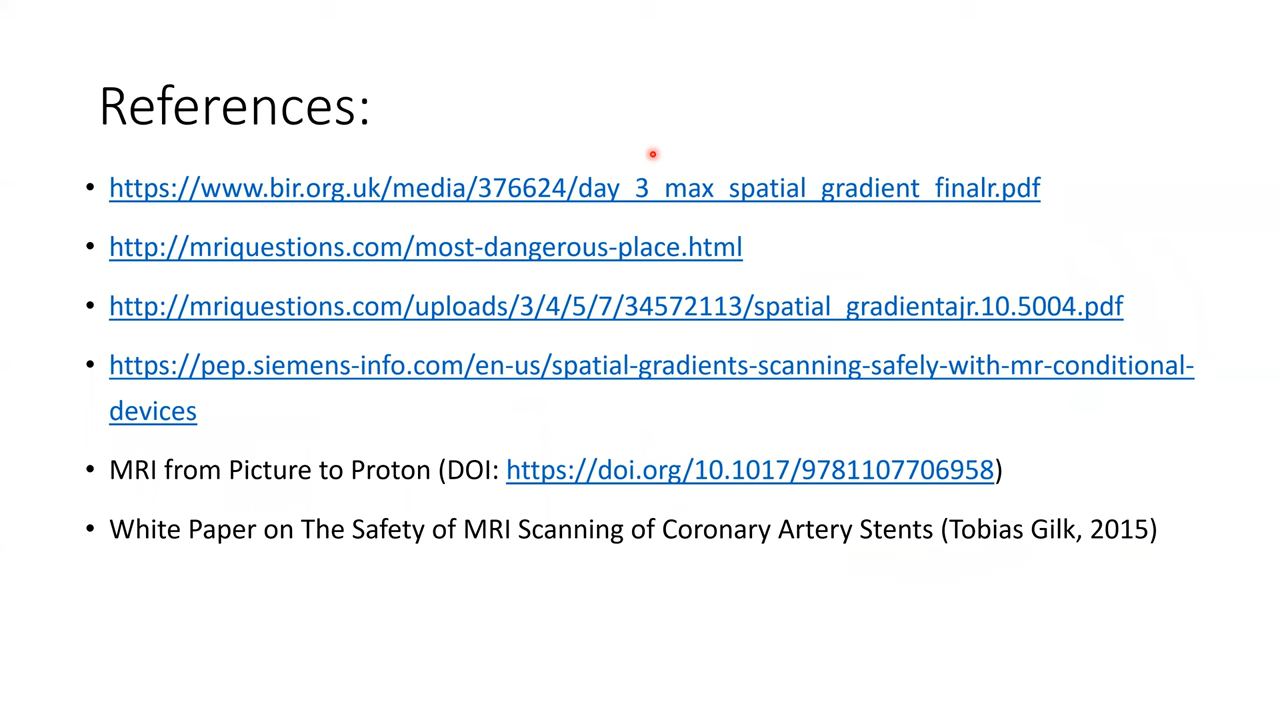 References:
• https://www.bir.org.uk/media/376624/day_3_max_spatial_gradient_finalr.pdf
• http://mriquestions.com/most-dangerous-place.html
• http://mriquestions.com/uploads/3/4/5/7/34572113/spatial_gradientajr.10.5004.pdf
• https://pep.siemens-info.com/en-us/spatial-gradients-scanning-safely-with-mr-conditional-
devices
• MRI from Picture to Proton (DOI: https://doi.org/10.1017/9781107706958)
• White Paper on The Safety of MRI Scanning of Coronary Artery Stents (Tobias Gilk, 2015)